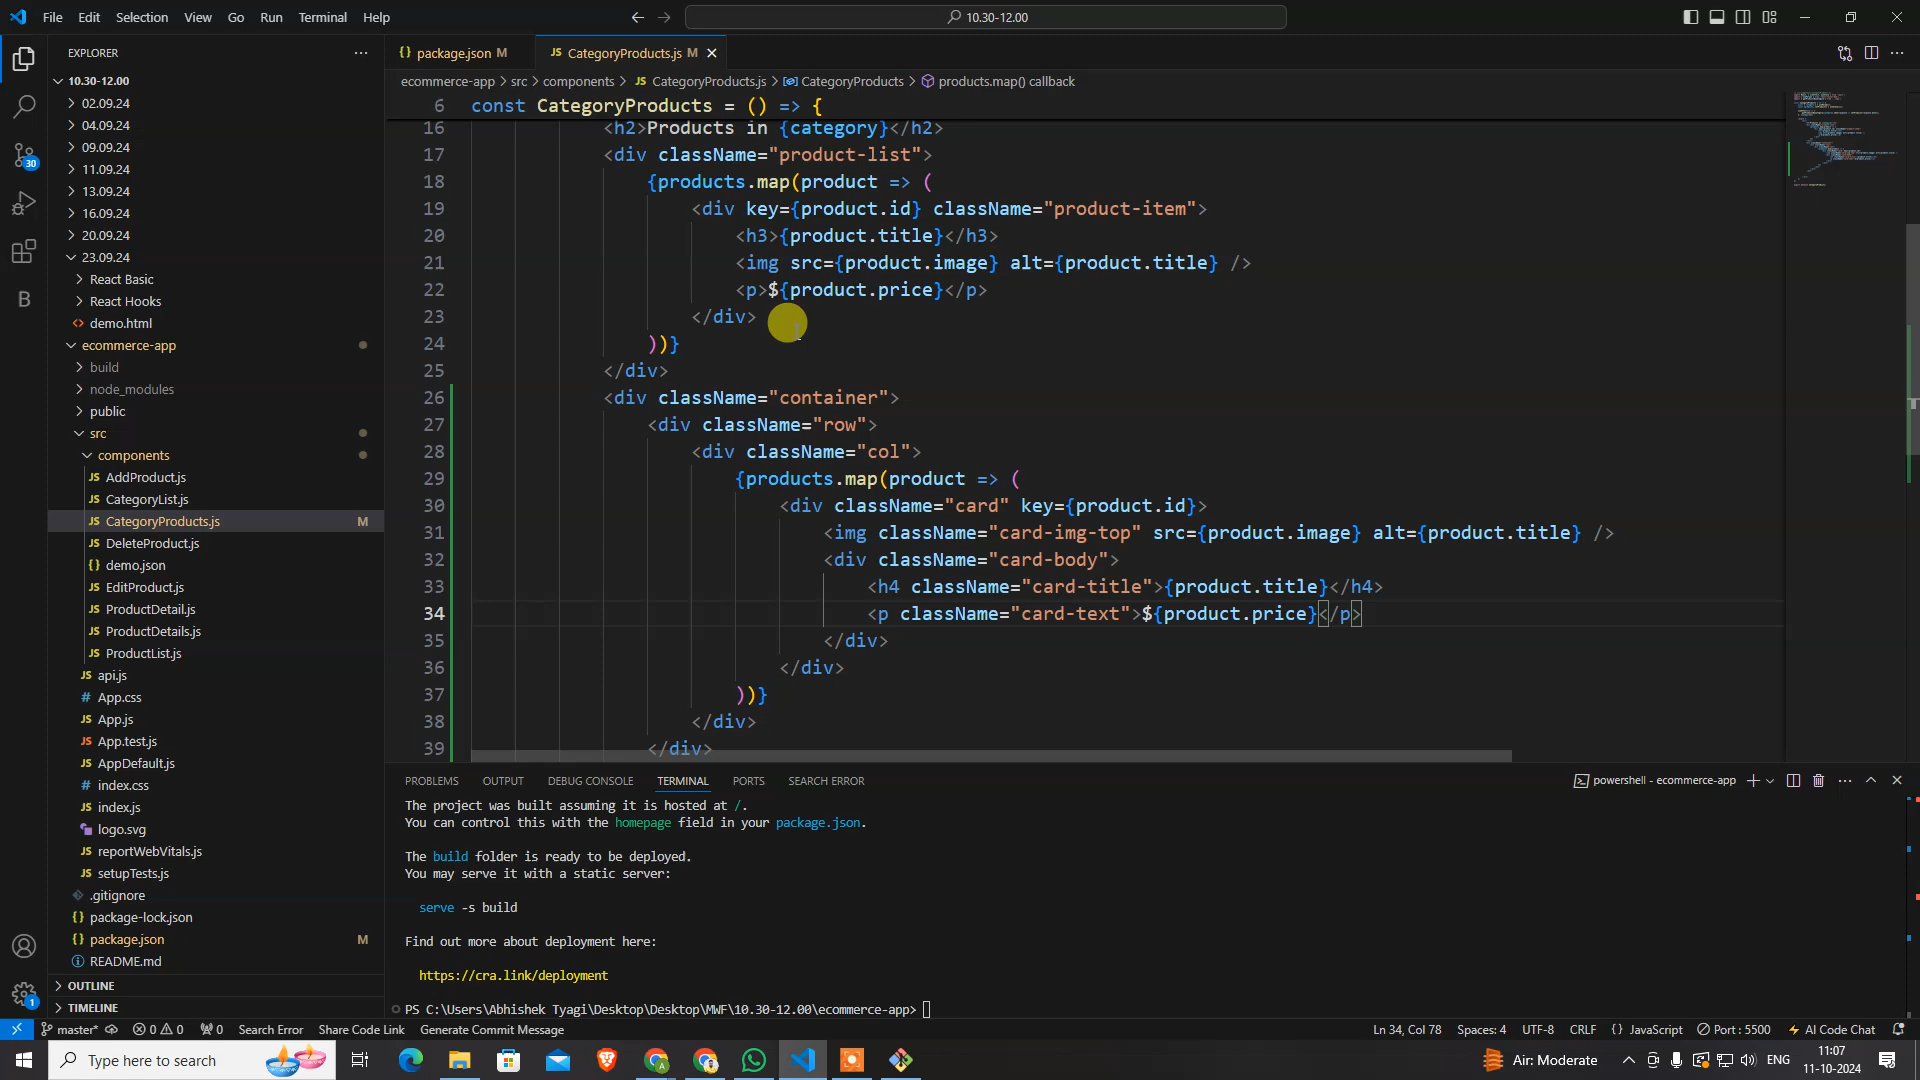 File Edit Selection View Go Run Terminal Help
10.30-12.00
EXPLORER
10.30-12.00
02.09.24
04.09.24
09.09.24
11.09.24
13.09.24
16.09.24
20.09.24
23.09.24
React Basic
React Hooks
demo.html
ecommerce-app
build
node_modules
public
src
components
AddProduct.js
CategoryList.js
CategoryProducts.js M
DeleteProduct.js
demo.json
EditProduct.js
ProductDetail.js
ProductDetails.js
ProductList.js
api.js
App.css
App.js
App.test.js
AppDefault.js
index.css
index.js
logo.svg
reportWebVitals.js
setupTests.js
.gitignore
package-lock.json
package.json M
README.md
OUTLINE
TIMELINE
package.json M
CategoryProducts.js M
ecommerce-app > src > components > JS CategoryProducts.js > CategoryProducts > products.map() callback
6 const CategoryProducts = () => {
16 <h2>Products in {category}</h2>
17 <div className="product-list">
18 {products.map(product => (
19 <div key={product.id} className="product-item">
20 <h3>{product.title}</h3>
21 <img src={product.image} alt={product.title} />
22 <p>${product.price}</p>
23 </div>
24 ))}
25 </div>
26 <div className="container">
27 <div className="row">
28 <div className="col">
29 {products.map(product => (
30 <div className="card" key={product.id}>
31 <img className="card-img-top" src={product.image} alt={product.title} />
32 <div className="card-body">
33 <h4 className="card-title">{product.title}</h4>
34 <p className="card-text">${product.price}</p>
35 </div>
36 </div>
37 ))}
38 </div>
39 </div>
PROBLEMS OUTPUT DEBUG CONSOLE TERMINAL PORTS SEARCH ERROR
powershell - ecommerce-app
The project was built assuming it is hosted at /.
You can control this with the homepage field in your package.json.
The build folder is ready to be deployed.
You may serve it with a static server:
serve -s build
Find out more about deployment here:
https://cra.link/deployment
PS C:\Users\Abhishek Tyagi\Desktop\Desktop\MWF\10.30-12.00\ecommerce-app>
master* 0 0 0 Search Error Share Code Link Generate Commit Message
Ln 34, Col 78 Spaces: 4 UTF-8 CRLF {} JavaScript Port : 5500 AI Code Chat
Type here to search
Air: Moderate
ENG
11:07
11-10-2024
30
1
B